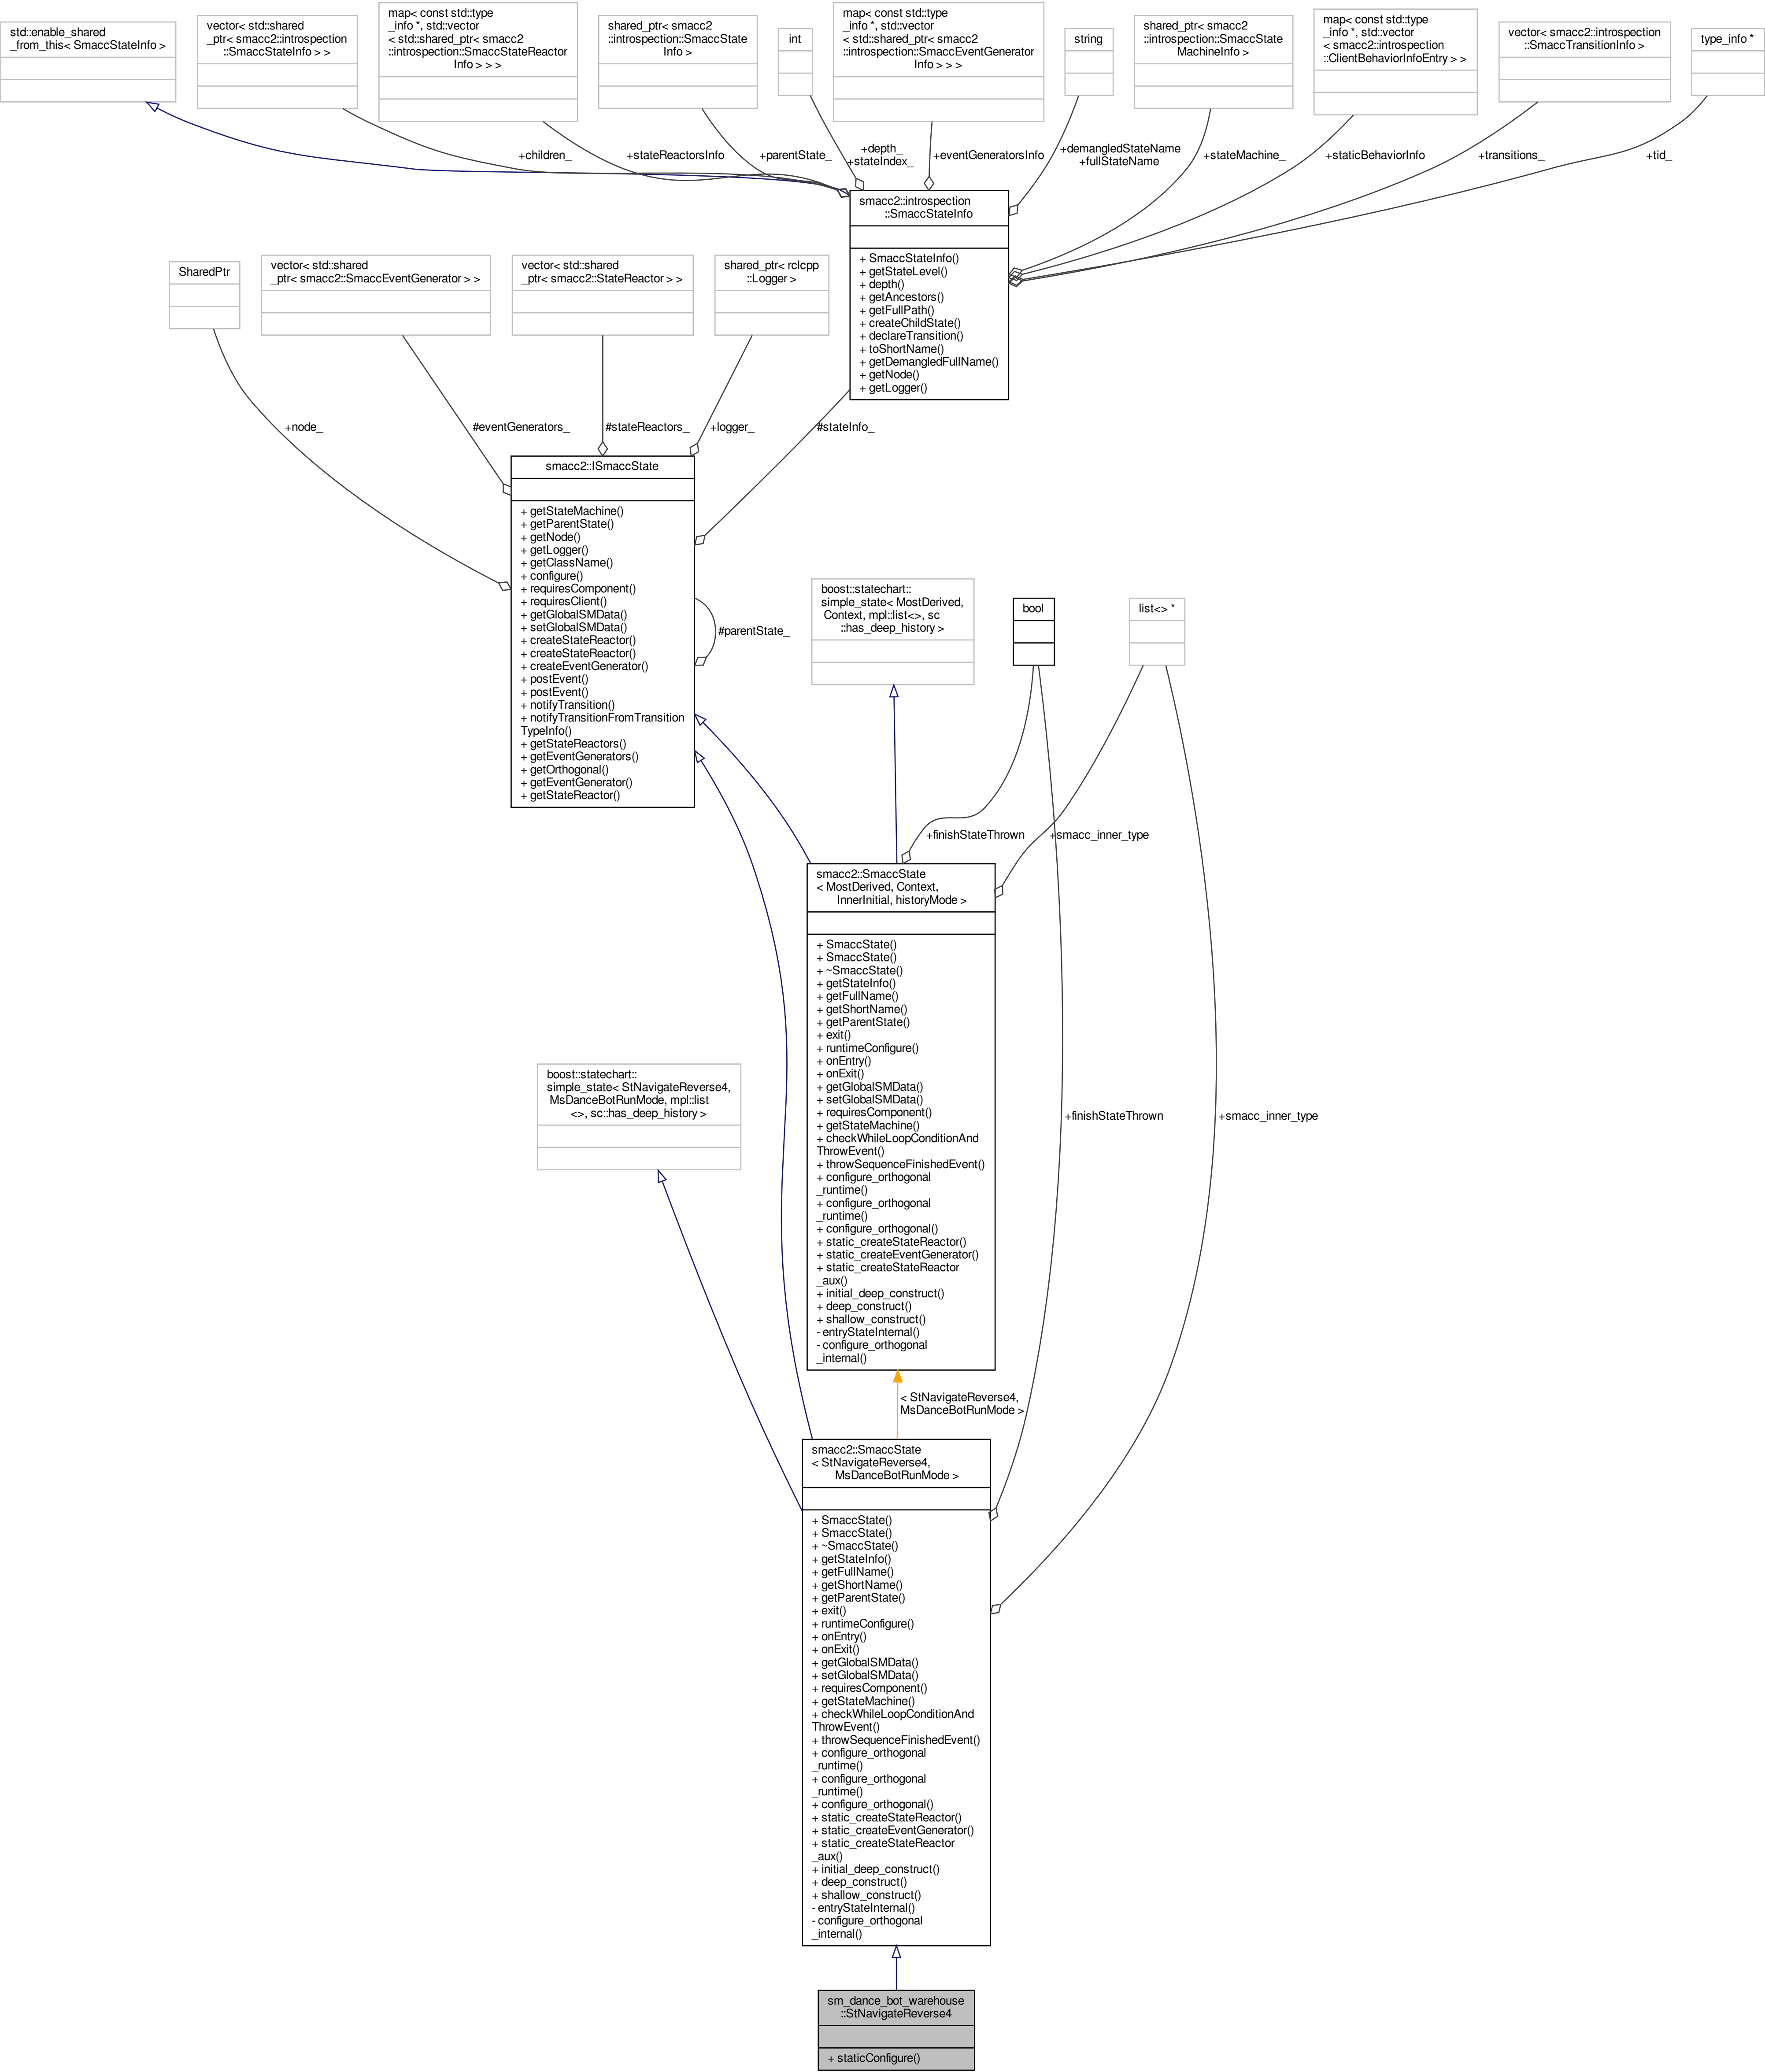 std::enable_shared
_from_this< SmaccStateInfo >
vector< std::shared
_ptr< smacc2::introspection
::SmaccStateInfo > >
map< const std::type
_info *, std::vector
< std::shared_ptr< smacc2
::introspection::SmaccStateReactor
Info > > >
shared_ptr< smacc2
::introspection::SmaccState
Info >
int
map< const std::type
_info *, std::vector
< std::shared_ptr< smacc2
::introspection::SmaccEventGenerator
Info > > >
string
shared_ptr< smacc2
::introspection::SmaccState
MachineInfo >
map< const std::type
_info *, std::vector
< smacc2::introspection
::ClientBehaviorInfoEntry > >
vector< smacc2::introspection
::SmaccTransitionInfo >
type_info *
+children_
+stateReactorsInfo
+parentState_
+depth_
+stateIndex_
+eventGeneratorsInfo
+demangledStateName
+fullStateName
+stateMachine_
+staticBehaviorInfo
+transitions_
+tid_
smacc2::introspection
::SmaccStateInfo
+ SmaccStateInfo()
+ getStateLevel()
+ depth()
+ getAncestors()
+ getFullPath()
+ createChildState()
+ declareTransition()
+ toShortName()
+ getDemangledFullName()
+ getNode()
+ getLogger()
SharedPtr
vector< std::shared
_ptr< smacc2::SmaccEventGenerator > >
vector< std::shared
_ptr< smacc2::StateReactor > >
shared_ptr< rclcpp
::Logger >
+node_
#eventGenerators_
#stateReactors_
+logger_
#stateInfo_
smacc2::ISmaccState
+ getStateMachine()
+ getParentState()
+ getNode()
+ getLogger()
+ getClassName()
+ configure()
+ requiresComponent()
+ requiresClient()
+ getGlobalSMData()
+ setGlobalSMData()
+ createStateReactor()
+ createStateReactor()
+ createEventGenerator()
+ postEvent()
+ postEvent()
+ notifyTransition()
+ notifyTransitionFromTransition
TypeInfo()
+ getStateReactors()
+ getEventGenerators()
+ getOrthogonal()
+ getEventGenerator()
+ getStateReactor()
#parentState_
boost::statechart::
simple_state< MostDerived,
Context, mpl::list<>, sc
::has_deep_history >
bool
list<> *
+finishStateThrown
+smacc_inner_type
smacc2::SmaccState
< MostDerived, Context,
InnerInitial, historyMode >
+ SmaccState()
+ SmaccState()
+ ~SmaccState()
+ getStateInfo()
+ getFullName()
+ getShortName()
+ getParentState()
+ exit()
+ runtimeConfigure()
+ onEntry()
+ onExit()
+ getGlobalSMData()
+ setGlobalSMData()
+ requiresComponent()
+ getStateMachine()
+ checkWhileLoopConditionAnd
ThrowEvent()
+ throwSequenceFinishedEvent()
+ configure_orthogonal
_runtime()
+ configure_orthogonal
_runtime()
+ configure_orthogonal()
+ static_createStateReactor()
+ static_createEventGenerator()
+ static_createStateReactor
_aux()
+ initial_deep_construct()
+ deep_construct()
+ shallow_construct()
- entryStateInternal()
- configure_orthogonal
_internal()
boost::statechart::
simple_state< StNavigateReverse4,
MsDanceBotRunMode, mpl::list
<>, sc::has_deep_history >
+finishStateThrown
+smacc_inner_type
< StNavigateReverse4,
MsDanceBotRunMode >
smacc2::SmaccState
< StNavigateReverse4,
MsDanceBotRunMode >
+ SmaccState()
+ SmaccState()
+ ~SmaccState()
+ getStateInfo()
+ getFullName()
+ getShortName()
+ getParentState()
+ exit()
+ runtimeConfigure()
+ onEntry()
+ onExit()
+ getGlobalSMData()
+ setGlobalSMData()
+ requiresComponent()
+ getStateMachine()
+ checkWhileLoopConditionAnd
ThrowEvent()
+ throwSequenceFinishedEvent()
+ configure_orthogonal
_runtime()
+ configure_orthogonal
_runtime()
+ configure_orthogonal()
+ static_createStateReactor()
+ static_createEventGenerator()
+ static_createStateReactor
_aux()
+ initial_deep_construct()
+ deep_construct()
+ shallow_construct()
- entryStateInternal()
- configure_orthogonal
_internal()
sm_dance_bot_warehouse
::StNavigateReverse4
+ staticConfigure()